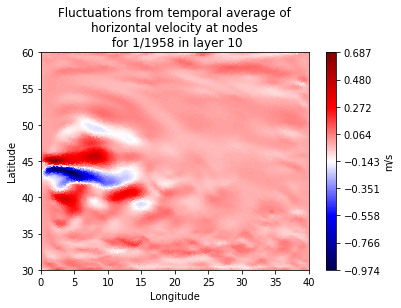 Fluctuations from temporal average of
horizontal velocity at nodes
for 1/1958 in layer 10
60
55
50
45
40
35
30
Latitude
0 5 10 15 20 25 30 35 40
Longitude
0.687
0.480
0.272
0.064
−0.143
−0.351
−0.558
−0.766
−0.974
m/s